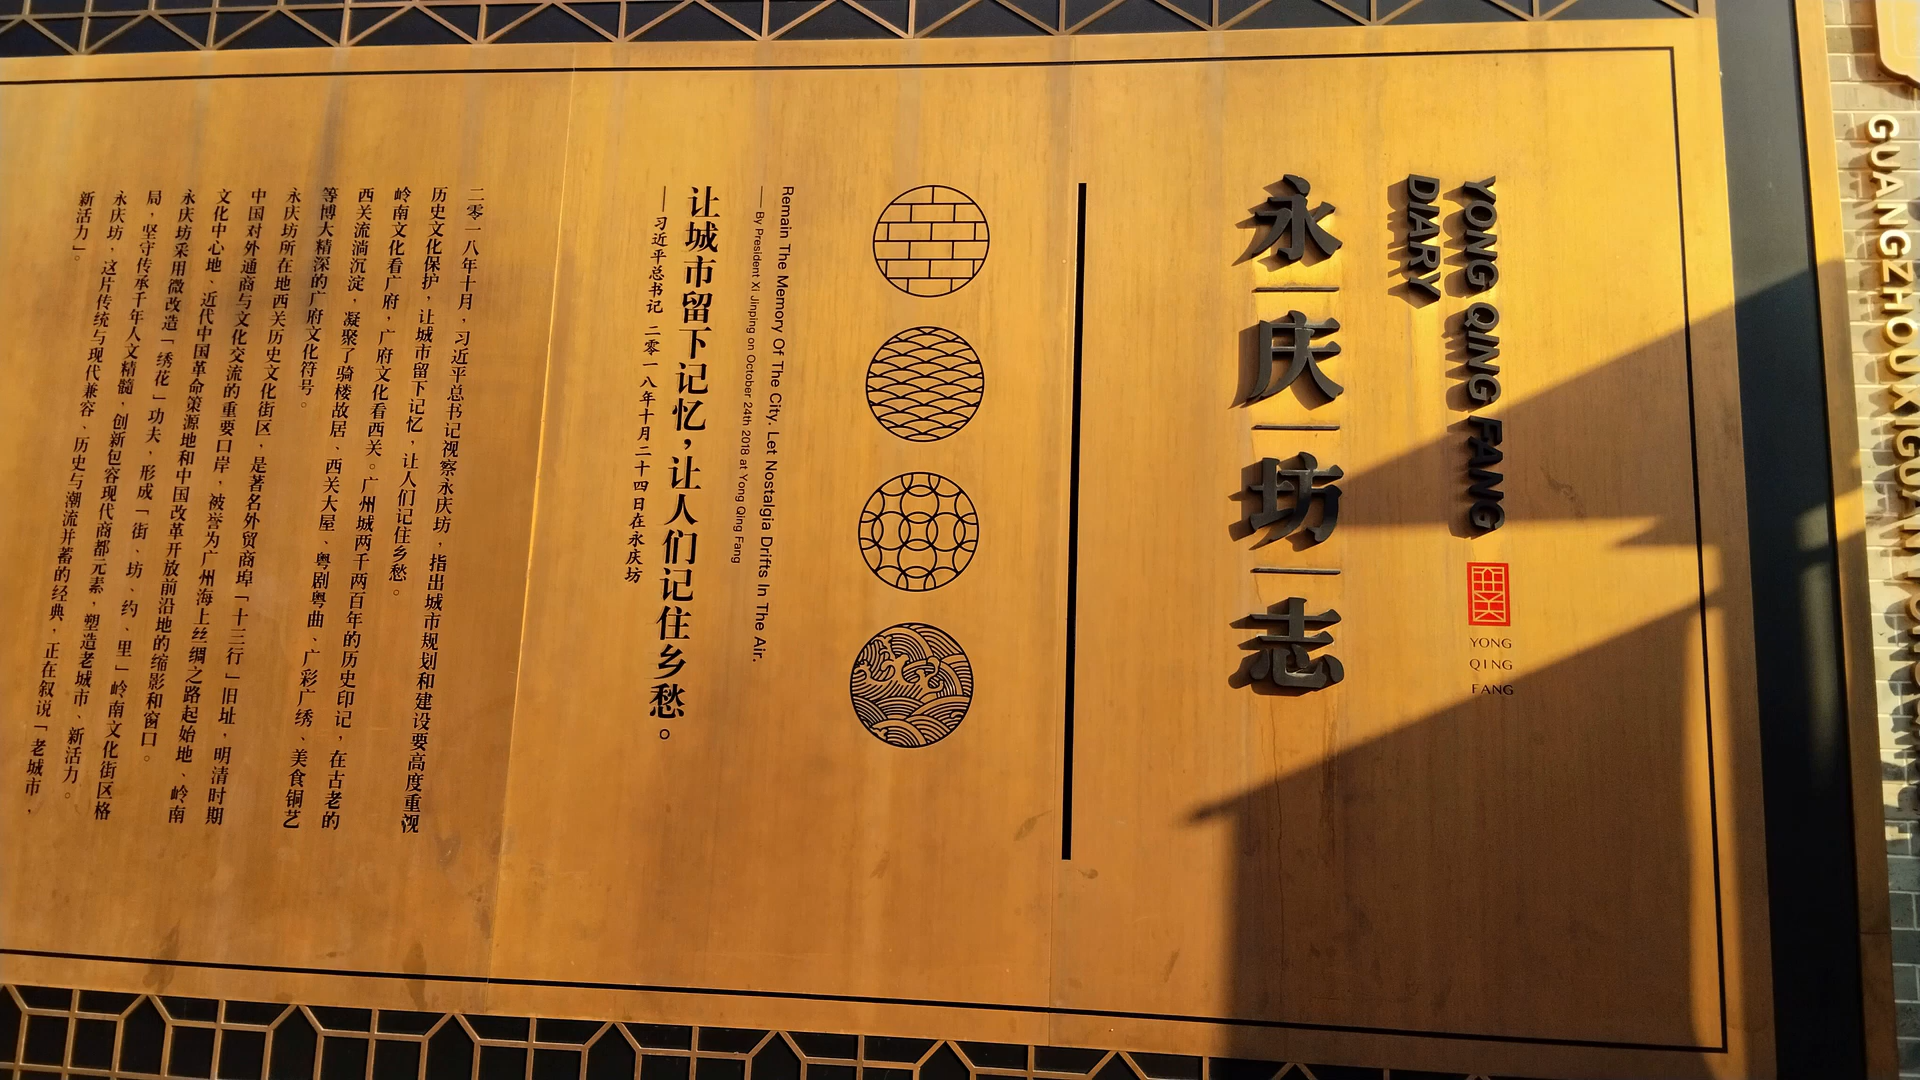 YONG QING FANG
DIARY
YONG
QING
FANG
永庆坊志
Remain The Memory Of The City. Let Nostalgia Drifts In The Air.
—— By President Xi Jinping on October 24th 2018 at Yong Qing Fang
让城市留下记忆，让人们记住乡愁。
——习近平总书记 二零一八年十月二十四日在永庆坊
二零一八年十月，习近平总书记视察永庆坊，指出城市规划和建设要高度重视
历史文化保护，让城市留下记忆，让人们记住乡愁。
岭南文化看广府，广府文化看西关。广州城两千两百年的历史印记，在古老的
西关流淌沉淀，凝聚了骑楼故居、西关大屋、粤剧粤曲、广彩广绣、美食铜艺
等博大精深的广府文化符号。
永庆坊所在地西关历史文化街区，是著名外贸商埠「十三行」旧址，明清时期
中国对外通商与文化交流的重要口岸，被誉为广州海上丝绸之路起始地、岭南
文化中心地、近代中国革命策源地和中国改革开放前沿地的缩影和窗口。
永庆坊采用微改造「绣花」功夫，形成「街、坊、约、里」岭南文化街区格
局，坚守传承千年人文精髓，创新包容现代商都元素，塑造老城市、新活力。
永庆坊，这片传统与现代兼容、历史与潮流并蓄的经典，正在叙说「老城市，
新活力」。
GUANGZHOU XIGUAN YONG